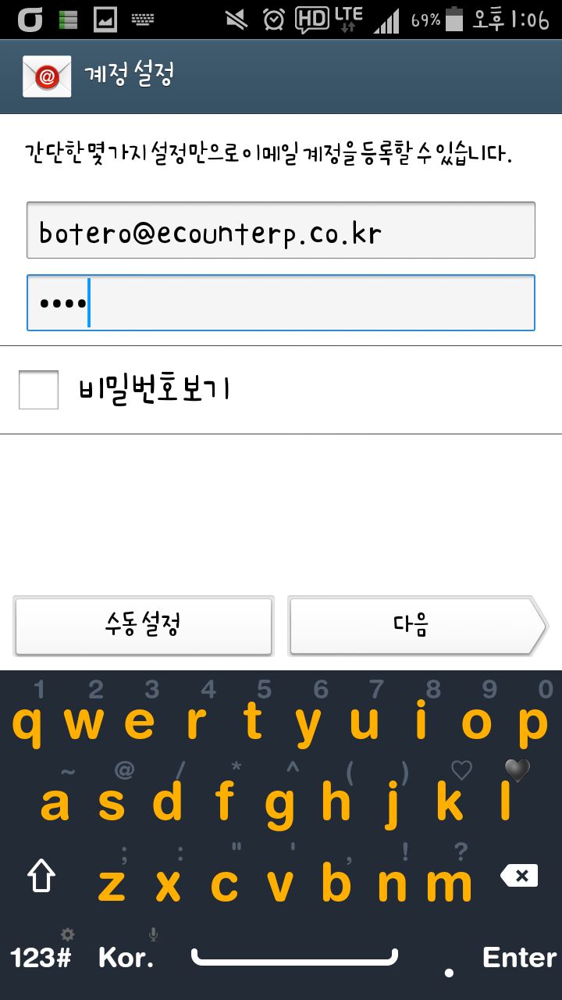 HD LTE 69% 오후 1:06
@ 계정 설정
간단한 몇 가지 설정만으로 이메일 계정을 등록할 수 있습니다.
botero@ecounterp.co.kr
••••
비밀번호 보기
수동 설정 다음
1 2 3 4 5 6 7 8 9 0
q w e r t y u i o p
~ @ / * ^ ( ) ♡ ♥
a s d f g h j k l
; : " ' , ! ?
z x c v b n m
123# Kor. . Enter